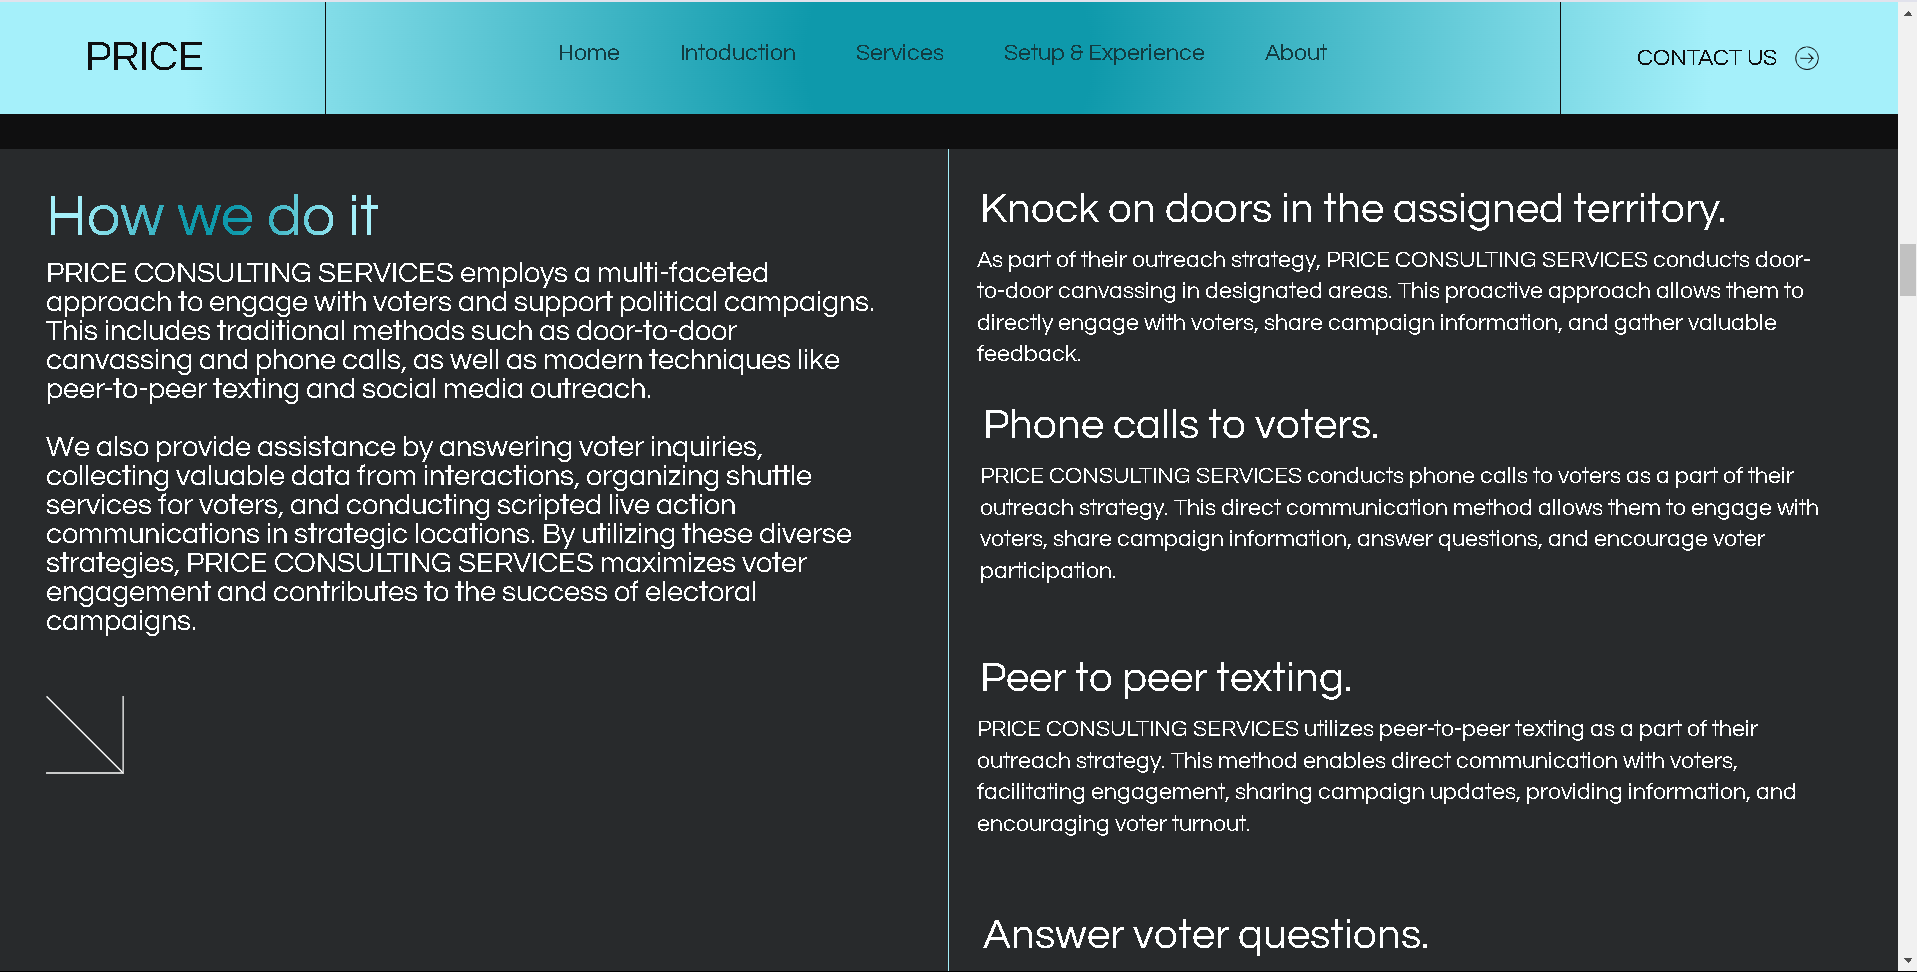 PRICE
Home
Intoduction
Services
Setup & Experience
About
CONTACT US
How we do it
PRICE CONSULTING SERVICES employs a multi-faceted
approach to engage with voters and support political campaigns.
This includes traditional methods such as door-to-door
canvassing and phone calls, as well as modern techniques like
peer-to-peer texting and social media outreach.
We also provide assistance by answering voter inquiries,
collecting valuable data from interactions, organizing shuttle
services for voters, and conducting scripted live action
communications in strategic locations. By utilizing these diverse
strategies, PRICE CONSULTING SERVICES maximizes voter
engagement and contributes to the success of electoral
campaigns.
Knock on doors in the assigned territory.
As part of their outreach strategy, PRICE CONSULTING SERVICES conducts door-
to-door canvassing in designated areas. This proactive approach allows them to
directly engage with voters, share campaign information, and gather valuable
feedback.
Phone calls to voters.
PRICE CONSULTING SERVICES conducts phone calls to voters as a part of their
outreach strategy. This direct communication method allows them to engage with
voters, share campaign information, answer questions, and encourage voter
participation.
Peer to peer texting.
PRICE CONSULTING SERVICES utilizes peer-to-peer texting as a part of their
outreach strategy. This method enables direct communication with voters,
facilitating engagement, sharing campaign updates, providing information, and
encouraging voter turnout.
Answer voter questions.